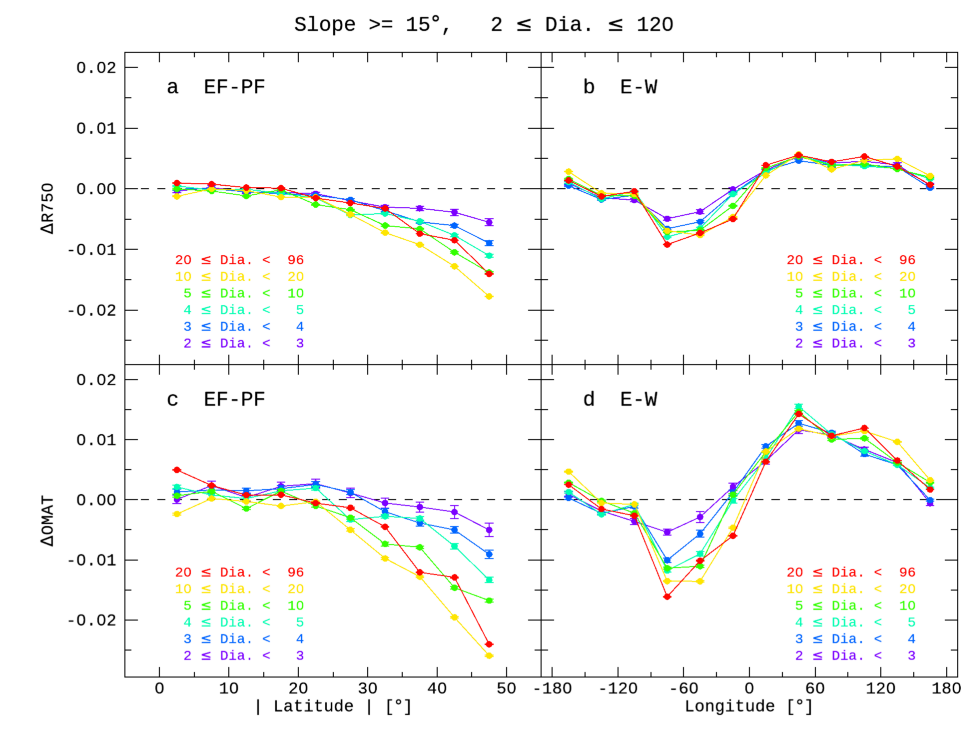 Slope >= 15°,   2 ≤ Dia. ≤ 120
0.02
0.01
0.00
-0.01
-0.02
ΔR750
a EF-PF
20 ≤ Dia. < 96
10 ≤ Dia. < 20
5 ≤ Dia. < 10
4 ≤ Dia. < 5
3 ≤ Dia. < 4
2 ≤ Dia. < 3
b E-W
20 ≤ Dia. < 96
10 ≤ Dia. < 20
5 ≤ Dia. < 10
4 ≤ Dia. < 5
3 ≤ Dia. < 4
2 ≤ Dia. < 3
0.02
0.01
0.00
-0.01
-0.02
ΔOMAT
c EF-PF
20 ≤ Dia. < 96
10 ≤ Dia. < 20
5 ≤ Dia. < 10
4 ≤ Dia. < 5
3 ≤ Dia. < 4
2 ≤ Dia. < 3
d E-W
20 ≤ Dia. < 96
10 ≤ Dia. < 20
5 ≤ Dia. < 10
4 ≤ Dia. < 5
3 ≤ Dia. < 4
2 ≤ Dia. < 3
0 10 20 30 40 50
| Latitude | [°]
-180 -120 -60 0 60 120 180
Longitude [°]